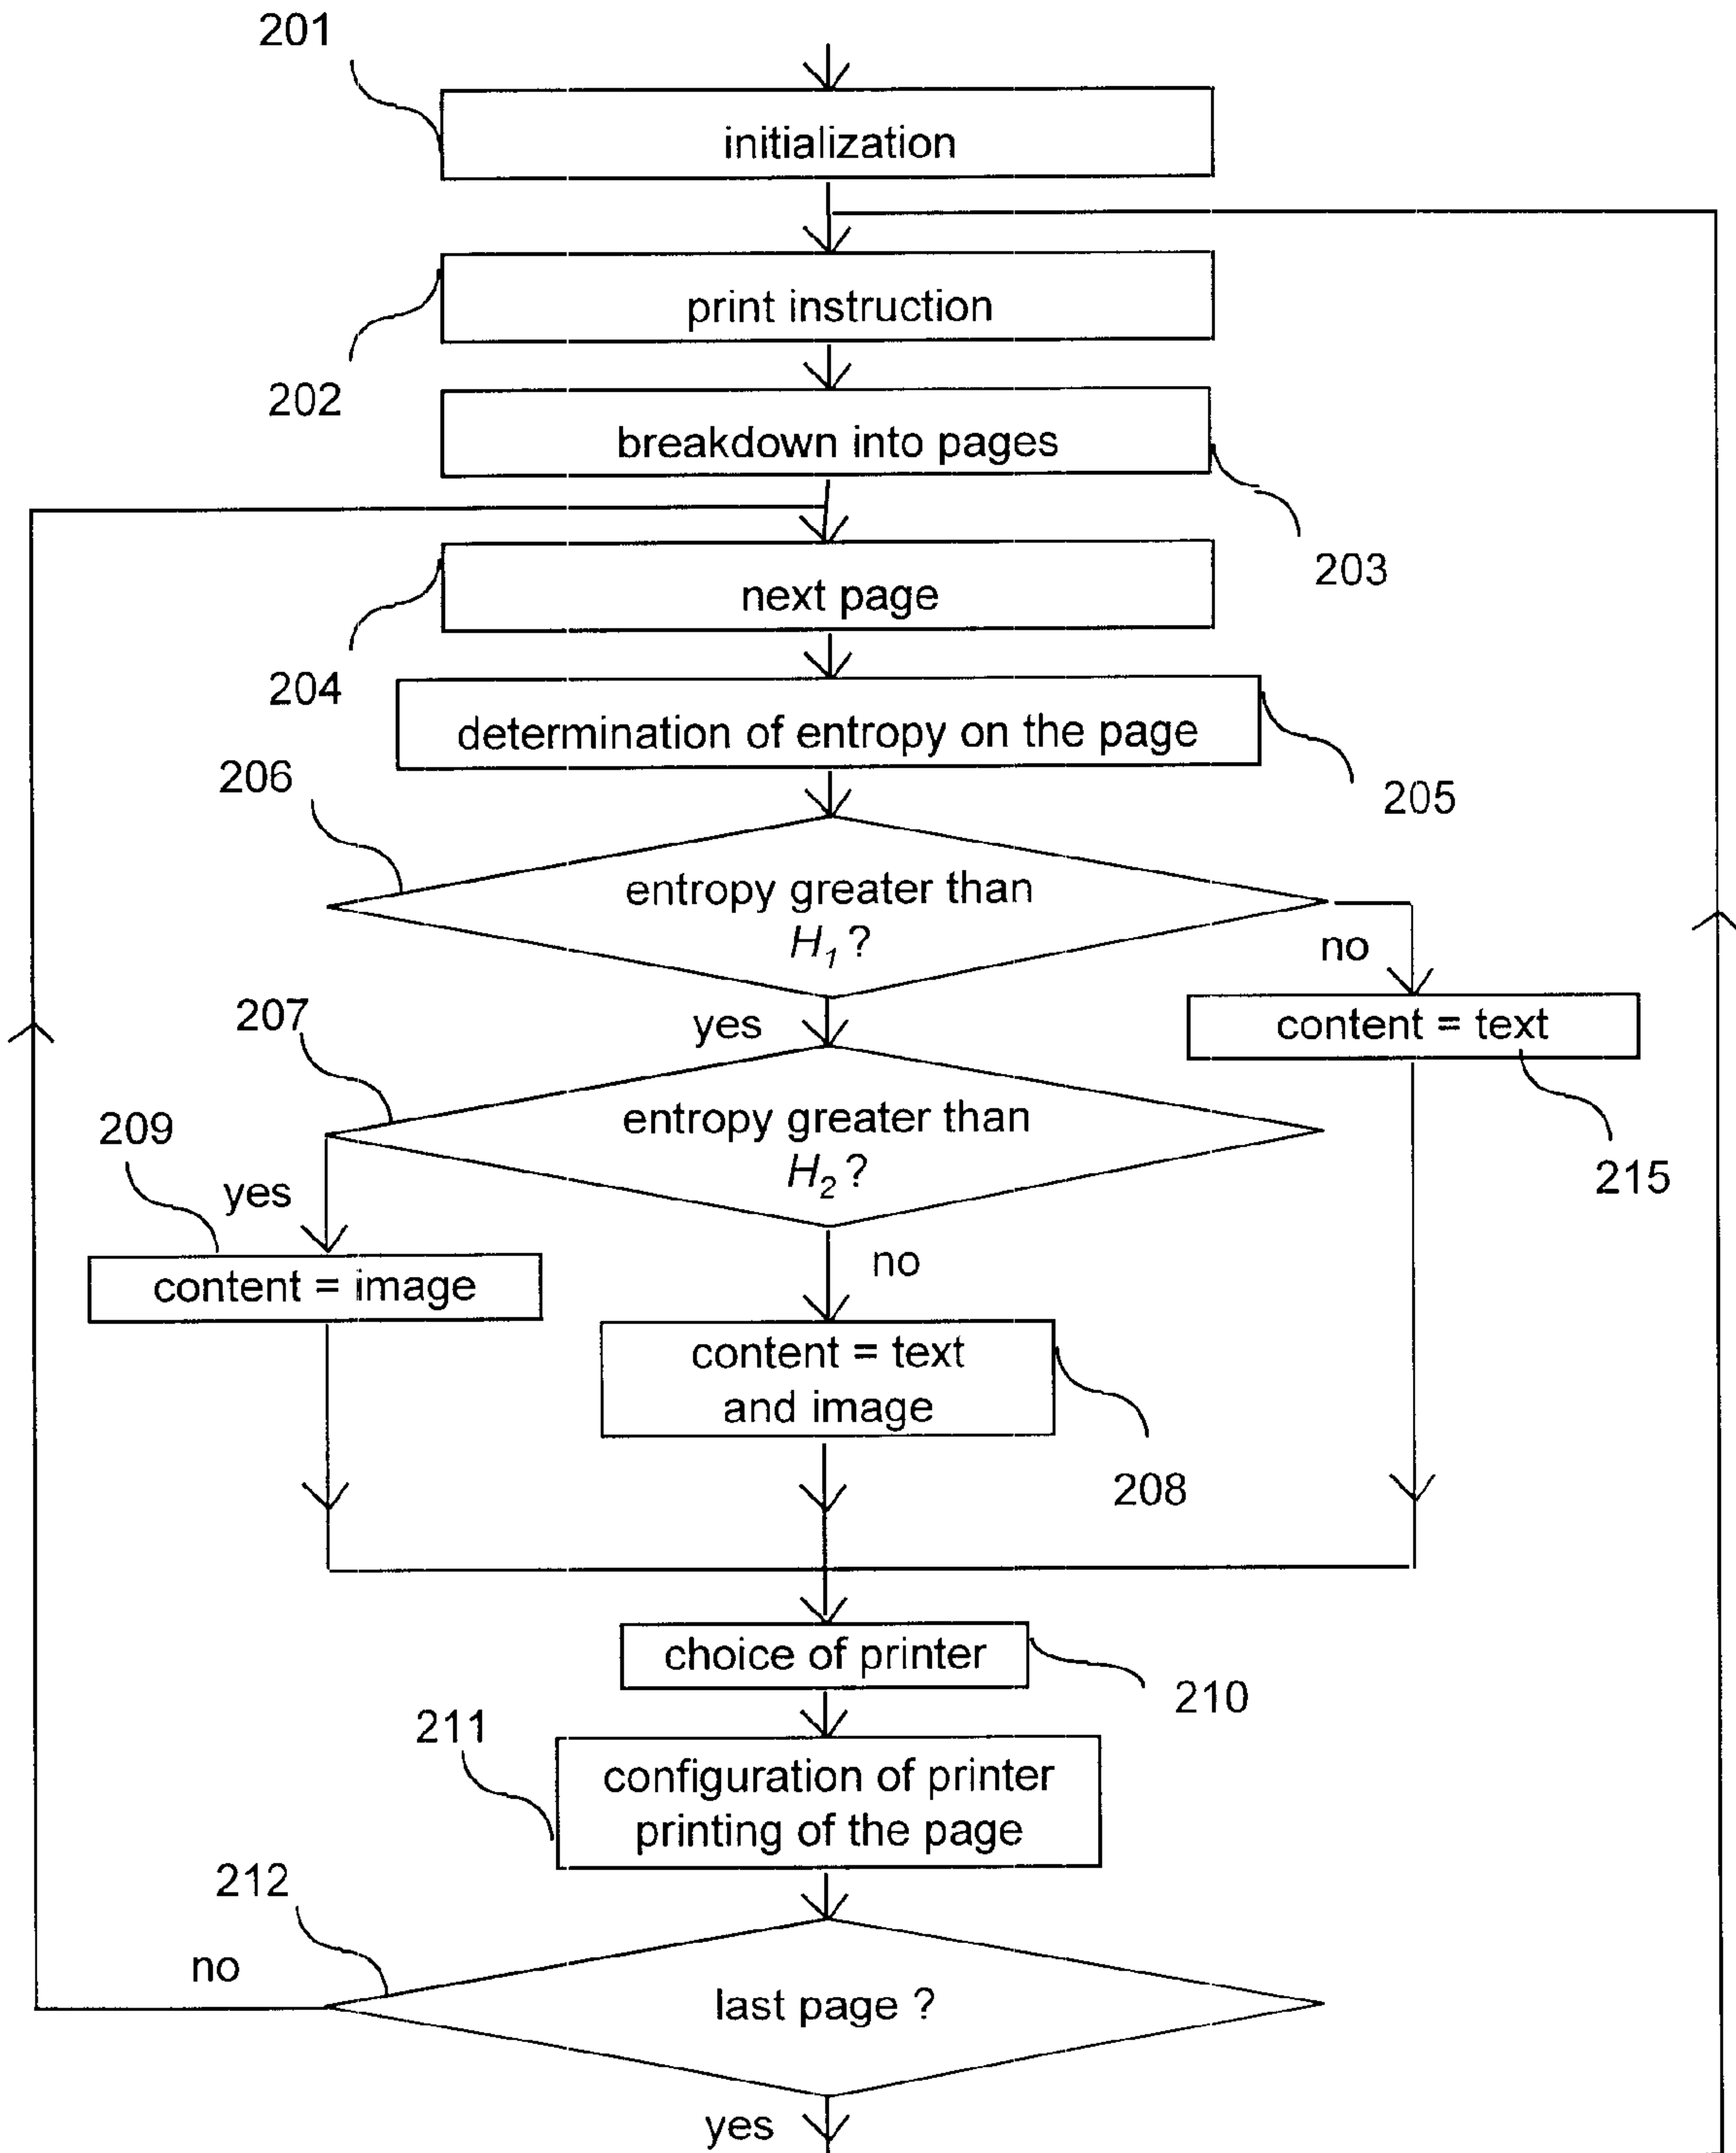 201
initialization
print instruction
202
breakdown into pages
203
next page
204
determination of entropy on the page
205
206
entropy greater than
H₁ ?
no
yes
content = text
215
207
entropy greater than
H₂ ?
209
yes
content = image
no
content = text
and image
208
choice of printer
210
211
configuration of printer
printing of the page
212
no
last page ?
yes